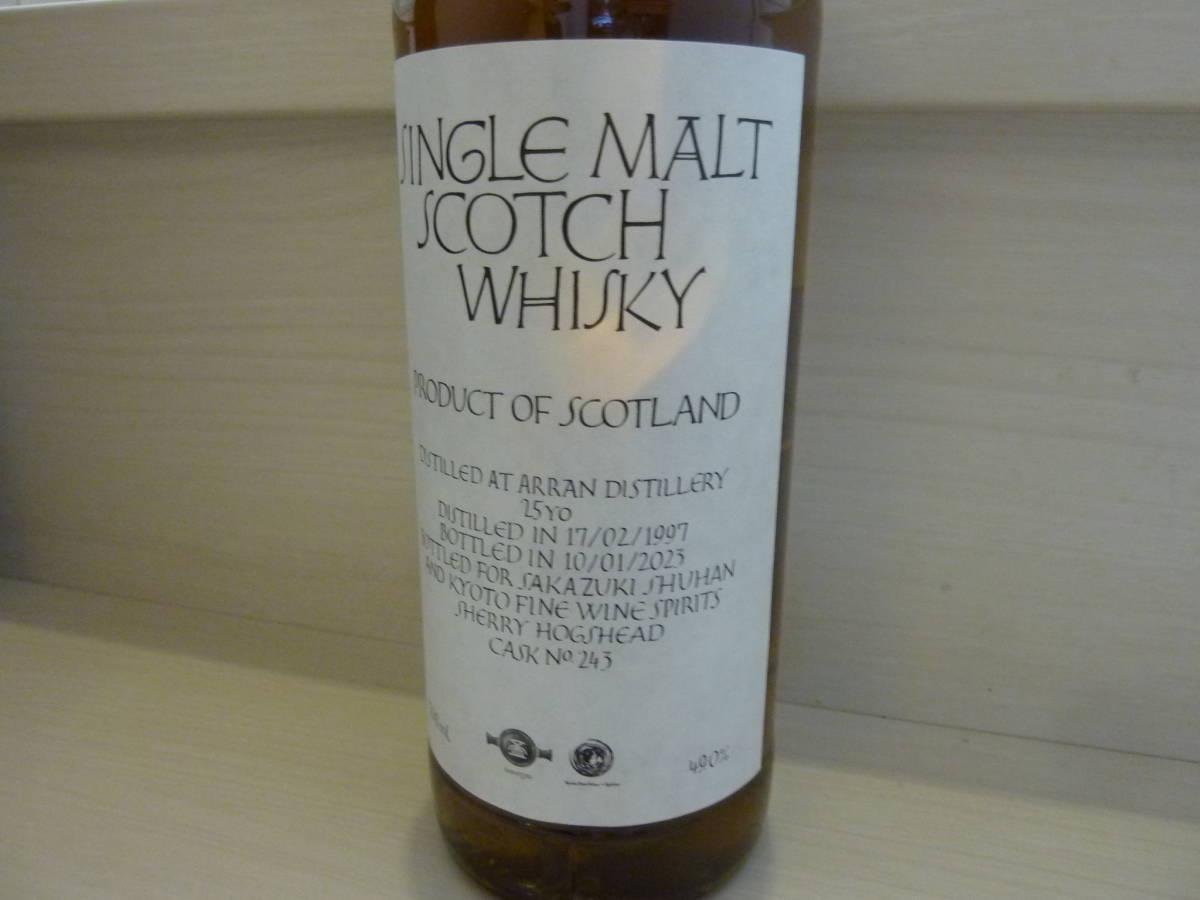 SINGLE MALT
SCOTCH
WHISKY
PRODUCT OF SCOTLAND
DISTILLED AT ARRAN DISTILLERY
25YO
DISTILLED IN 17/02/1997
BOTTLED IN 10/01/2023
BOTTLED FOR SAKAZUKI SHUHAN
AND KYOTO FINE WINE SPIRITS
SHERRY HOGSHEAD
CASK No. 243
49.0%